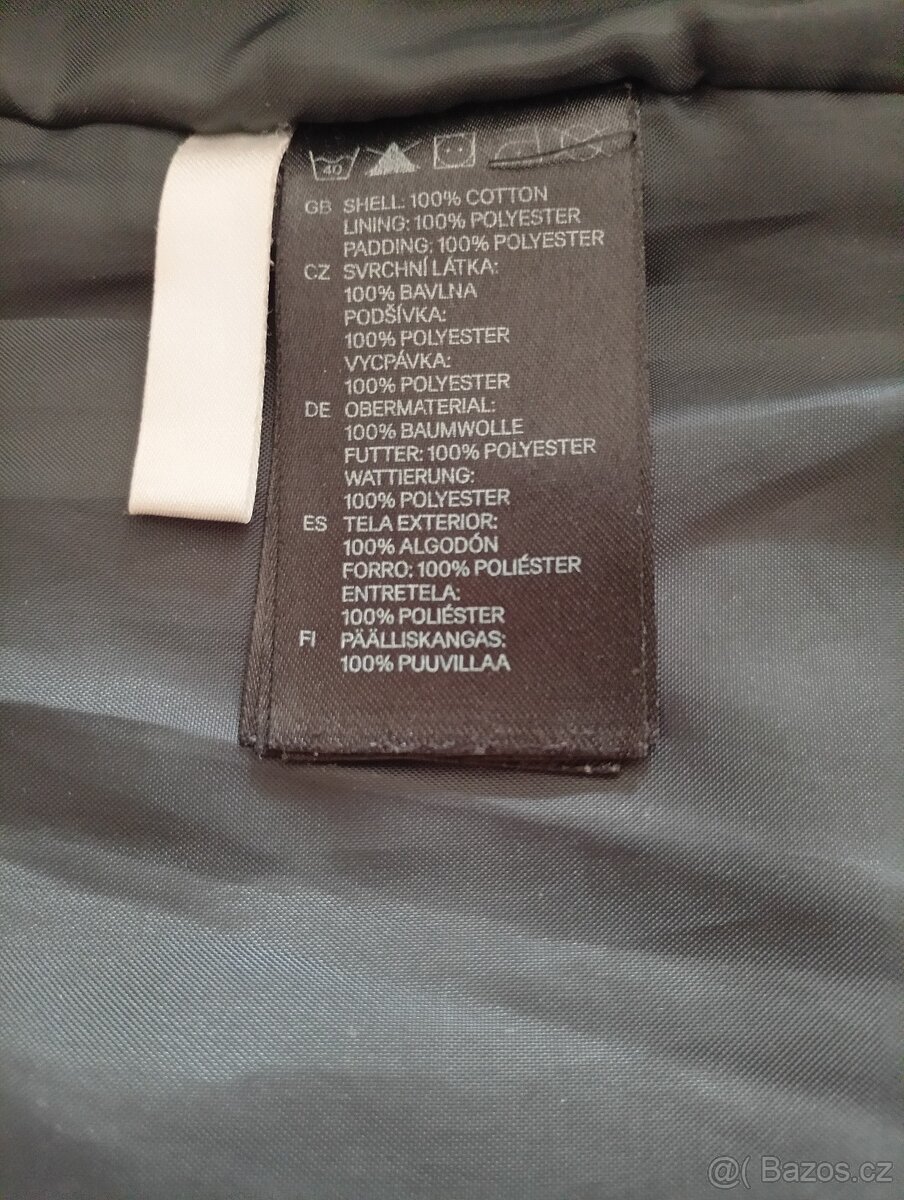 40
GB SHELL: 100% COTTON
LINING: 100% POLYESTER
PADDING: 100% POLYESTER
CZ SVRCHNÍ LÁTKA:
100% BAVLNA
PODŠÍVKA:
100% POLYESTER
VYCPÁVKA:
100% POLYESTER
DE OBERMATERIAL:
100% BAUMWOLLE
FUTTER: 100% POLYESTER
WATTIERUNG:
100% POLYESTER
ES TELA EXTERIOR:
100% ALGODÓN
FORRO: 100% POLIÉSTER
ENTRETELA:
100% POLIÉSTER
FI PÄÄLLISKANGAS:
100% PUUVILLAA
@( Bazos.cz